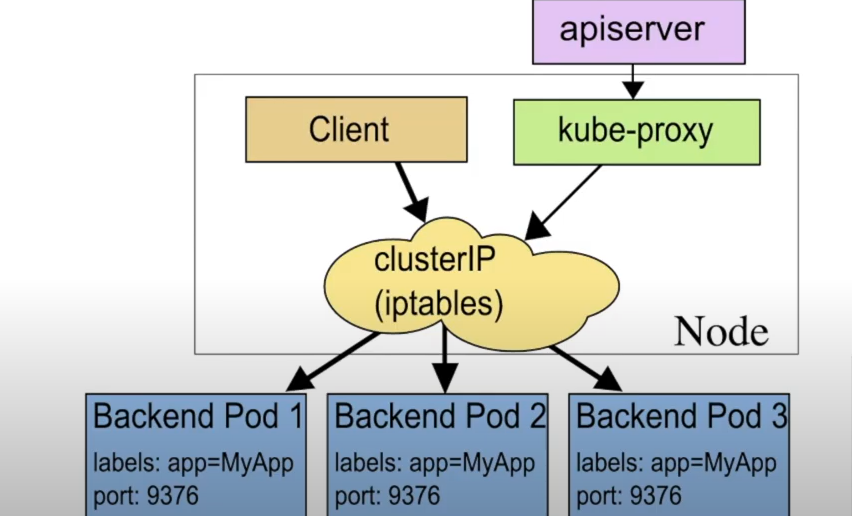 apiserver
Client
kube-proxy
clusterIP
(iptables)
Node
Backend Pod 1
labels: app=MyApp
port: 9376
Backend Pod 2
labels: app=MyApp
port: 9376
Backend Pod 3
labels: app=MyApp
port: 9376